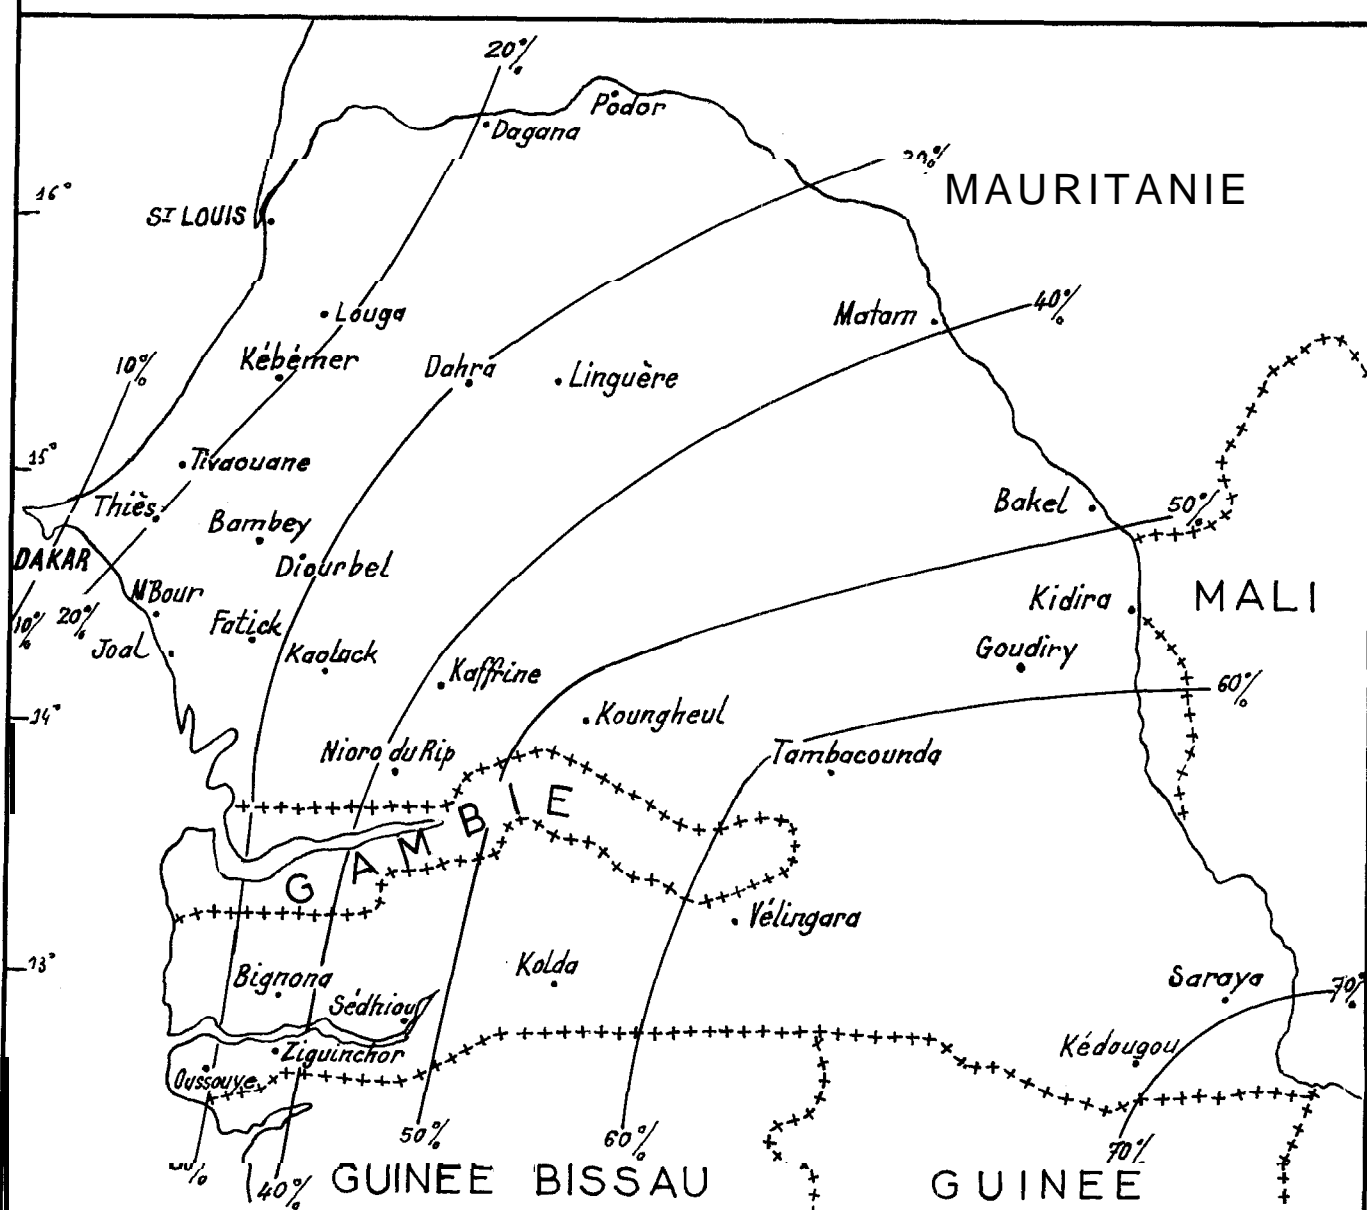 20%
Podor
Dagana
MAURITANIE
16°
ST LOUIS
40%
Louga
Matam
10%
Kébémer
Dahra
Linguère
15°
Tivaouane
Thiès
Bambey
Bakel
50%
DAKAR
Diourbel
M'Bour
Kidira
MALI
10%
20%
Fatick
Joal
Kaolack
Kaffrine
Goudiry
60%
14°
Koungheul
Nioro du Rip
Tambacounda
GAMBIE
Vélingara
13°
Bignona
Kolda
Saraya
70%
Sédhiou
Ziguinchor
Kédougou
Oussouye
50%
60%
70%
40%
GUINEE BISSAU
GUINEE